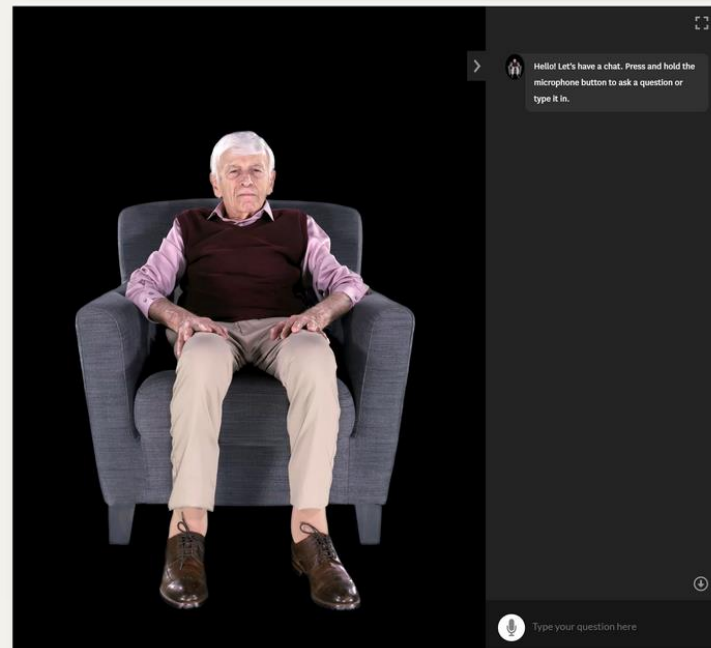 Hello! Let's have a chat. Press and hold the
microphone button to ask a question or
type it in.
Type your question here